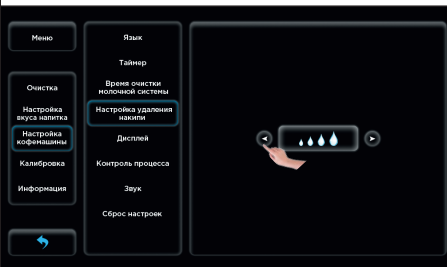 Меню
Очистка
Настройка
вкуса напитка
Настройка
кофемашины
Калибровка
Информация
Язык
Таймер
Время очистки
молочной системы
Настройка удаления
накипи
Дисплей
Контроль процесса
Звук
Сброс настроек